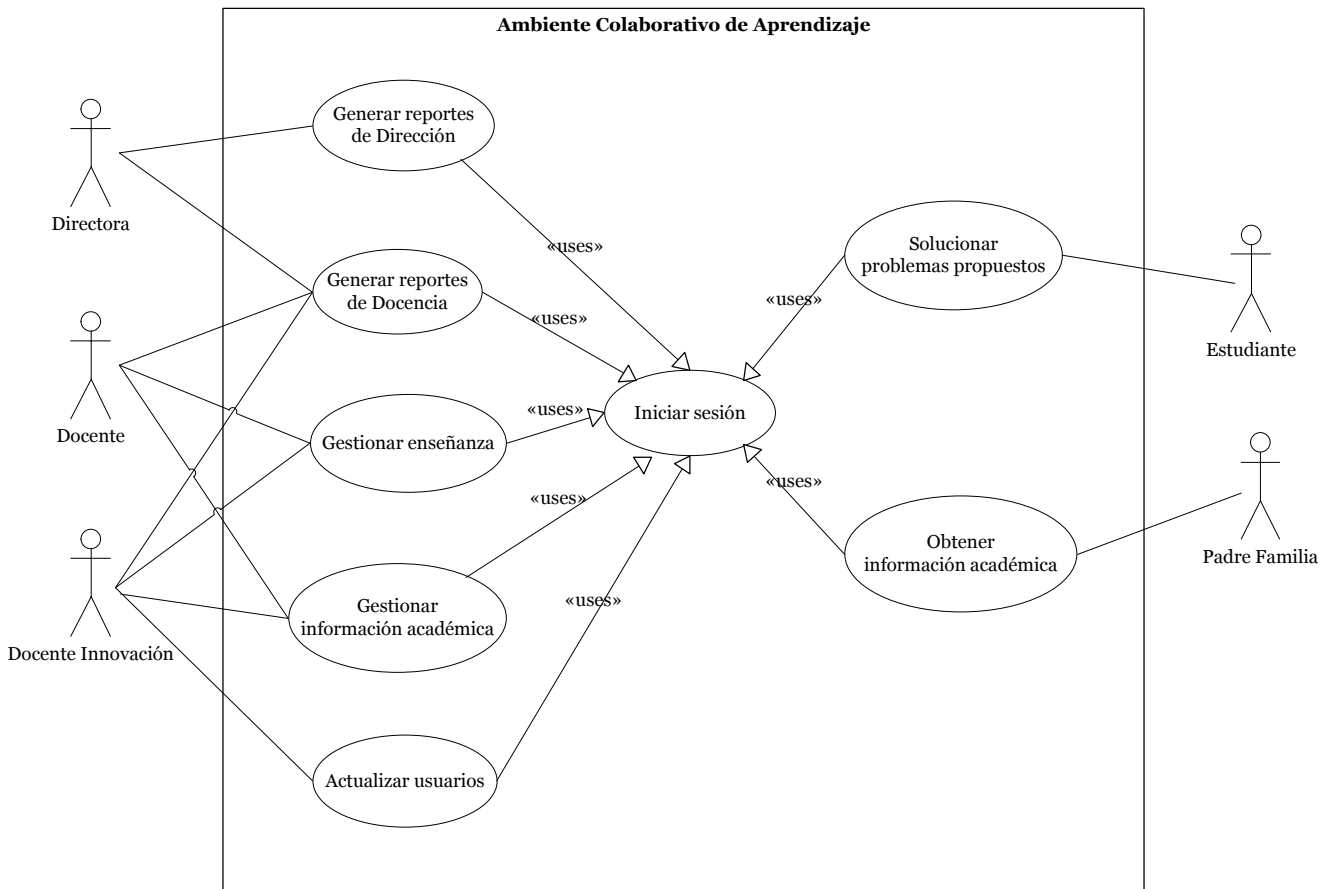 Ambiente Colaborativo de Aprendizaje
Generar reportes
de Dirección
Directora
«uses»
Solucionar
problemas propuestos
Generar reportes
de Docencia
«uses»
«uses»
Estudiante
Docente
Iniciar sesión
«uses»
Gestionar enseñanza
«uses»
«uses»
Obtener
información académica
Padre Familia
Gestionar
información académica
«uses»
Docente Innovación
Actualizar usuarios